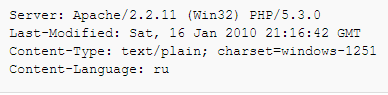 Server: Apache/2.2.11 (Win32) PHP/5.3.0
Last-Modified: Sat, 16 Jan 2010 21:16:42 GMT
Content-Type: text/plain; charset=windows-1251
Content-Language: ru